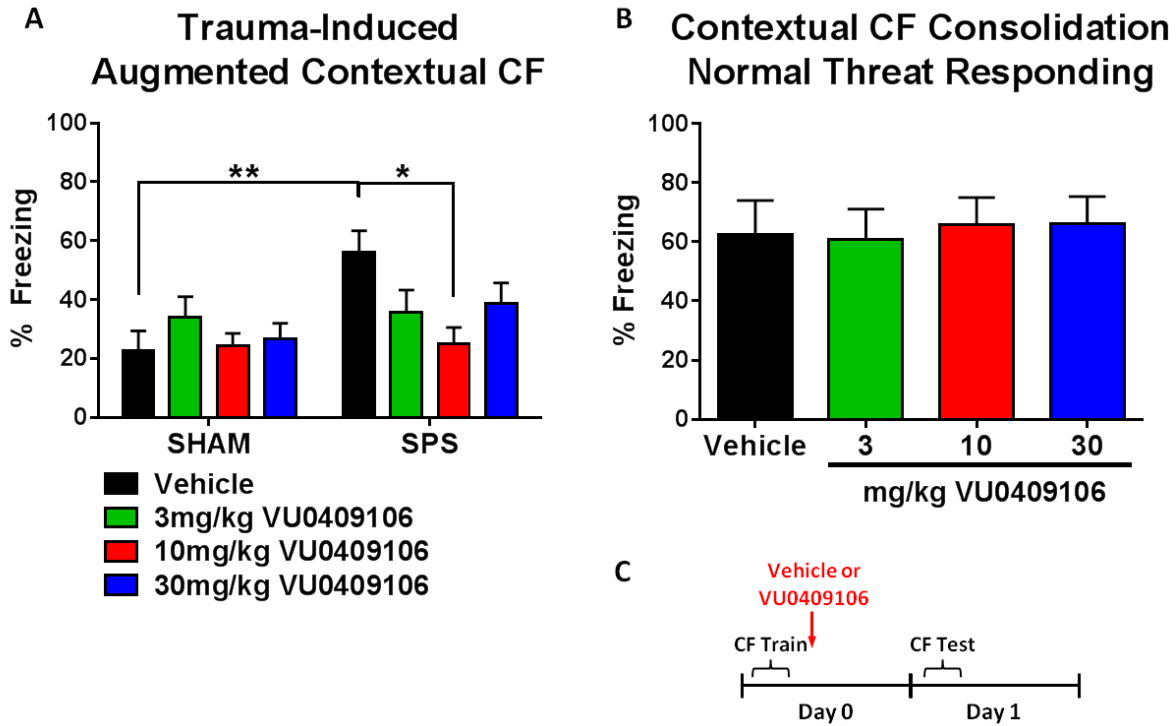 A
Trauma-Induced
Augmented Contextual CF
% Freezing
100
80
60
40
20
0
**
*
SHAM
SPS
Vehicle
3mg/kg VU0409106
10mg/kg VU0409106
30mg/kg VU0409106
B
Contextual CF Consolidation
Normal Threat Responding
% Freezing
100
80
60
40
20
0
Vehicle 3 10 30
mg/kg VU0409106
C
Vehicle or
VU0409106
CF Train CF Test
Day 0 Day 1